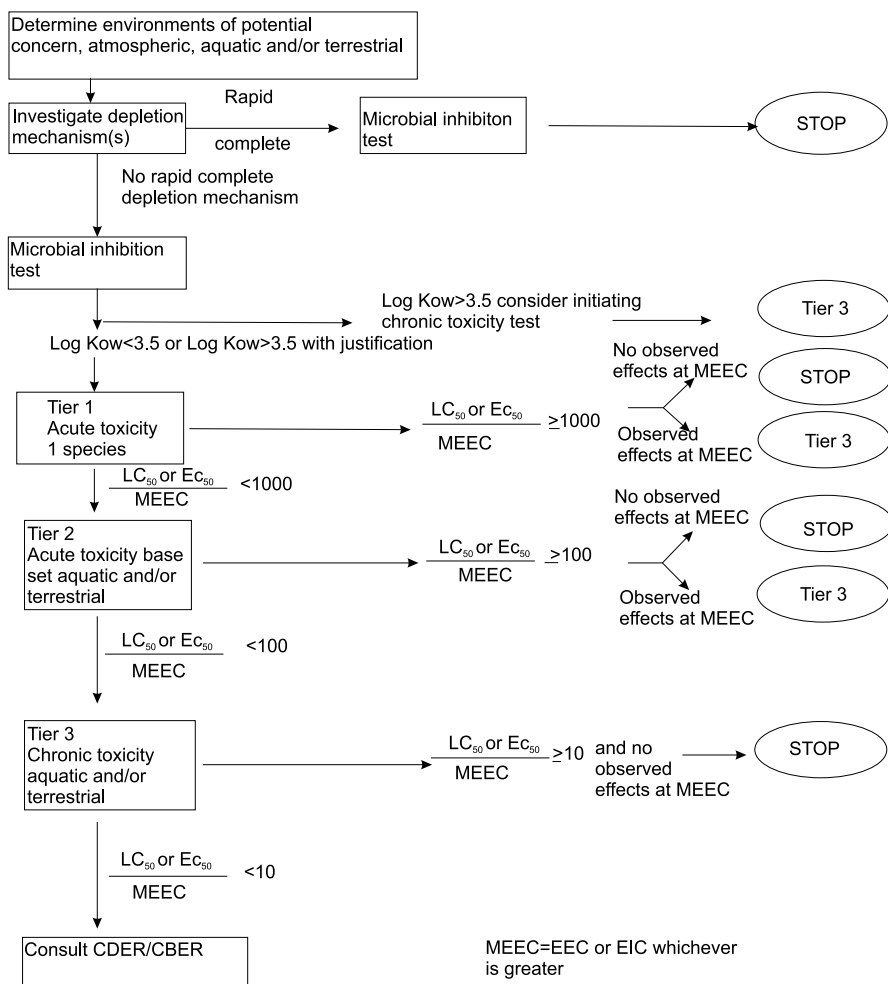 Determine environments of potential
concern, atmospheric, aquatic and/or terrestrial
Rapid
Investigate depletion
mechanism(s)
complete
Microbial inhibiton
test
STOP
No rapid complete
depletion mechanism
Microbial inhibition
test
Log Kow>3.5 consider initiating
chronic toxicity test
Tier 3
Log Kow<3.5 or Log Kow>3.5 with justification
Tier 1
Acute toxicity
1 species
LC₅₀ or Ec₅₀
MEEC
≥1000
No observed
effects at MEEC
STOP
Observed
effects at MEEC
Tier 3
LC₅₀ or Ec₅₀
MEEC
<1000
Tier 2
Acute toxicity base
set aquatic and/or
terrestrial
LC₅₀ or Ec₅₀
MEEC
≥100
No observed
effects at MEEC
STOP
Observed
effects at MEEC
Tier 3
LC₅₀ or Ec₅₀
MEEC
<100
Tier 3
Chronic toxicity
aquatic and/or
terrestrial
LC₅₀ or Ec₅₀
MEEC
≥10
and no
observed
effects at MEEC
STOP
LC₅₀ or Ec₅₀
MEEC
<10
Consult CDER/CBER
MEEC=EEC or EIC whichever
is greater